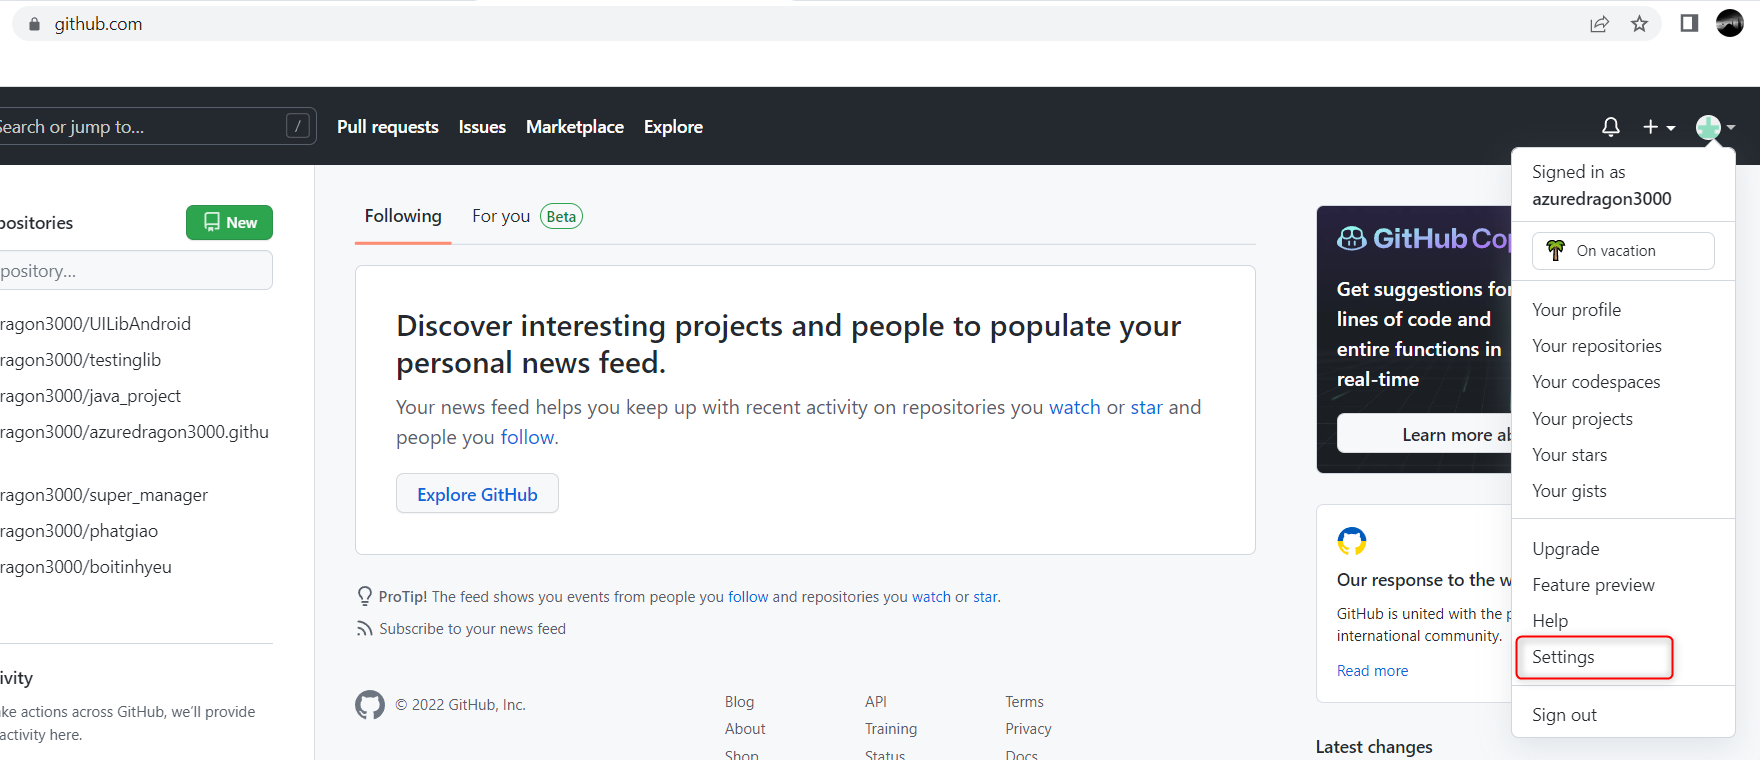 github.com
Search or jump to... /
Pull requests Issues Marketplace Explore
Signed in as
azuredragon3000
On vacation
Your profile
Your repositories
Your codespaces
Your projects
Your stars
Your gists
Upgrade
Feature preview
Help
Settings
Sign out
positories
New
pository...
ragon3000/UILibAndroid
ragon3000/testinglib
ragon3000/java_project
ragon3000/azuredragon3000.githu
ragon3000/super_manager
ragon3000/phatgiao
ragon3000/boitinhyeu
ivity
ake actions across GitHub, we'll provide
activity here.
Following For you Beta
Discover interesting projects and people to populate your
personal news feed.
Your news feed helps you keep up with recent activity on repositories you watch or star and
people you follow.
Explore GitHub
ProTip! The feed shows you events from people you follow and repositories you watch or star.
Subscribe to your news feed
© 2022 GitHub, Inc.
Blog API Terms
About Training Privacy
Shop Status Docs
GitHub Cop
Get suggestions for
lines of code and
entire functions in
real-time
Learn more ab
Our response to the w
GitHub is united with the p
international community.
Read more
Latest changes